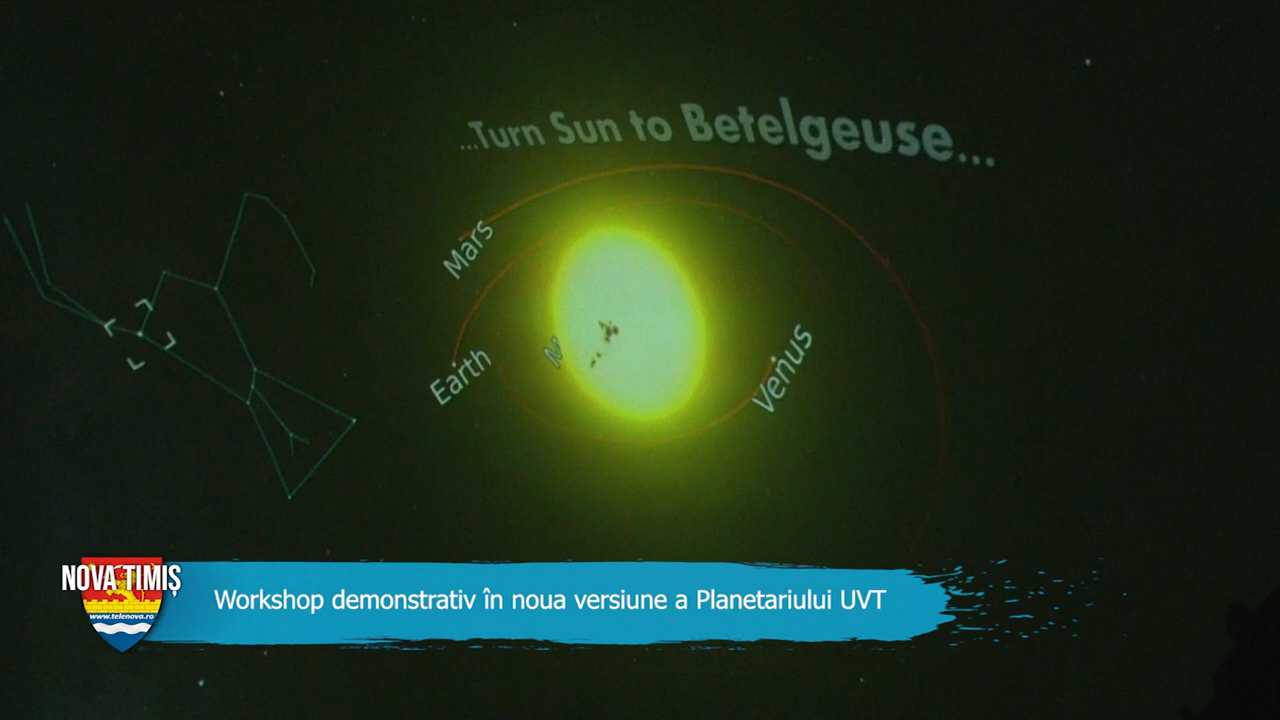 ...Turn Sun to Betelgeuse...
Mars
Earth
Venus
NOVA TIMIȘ
www.telenova.ro
Workshop demonstrativ în noua versiune a Planetariului UVT